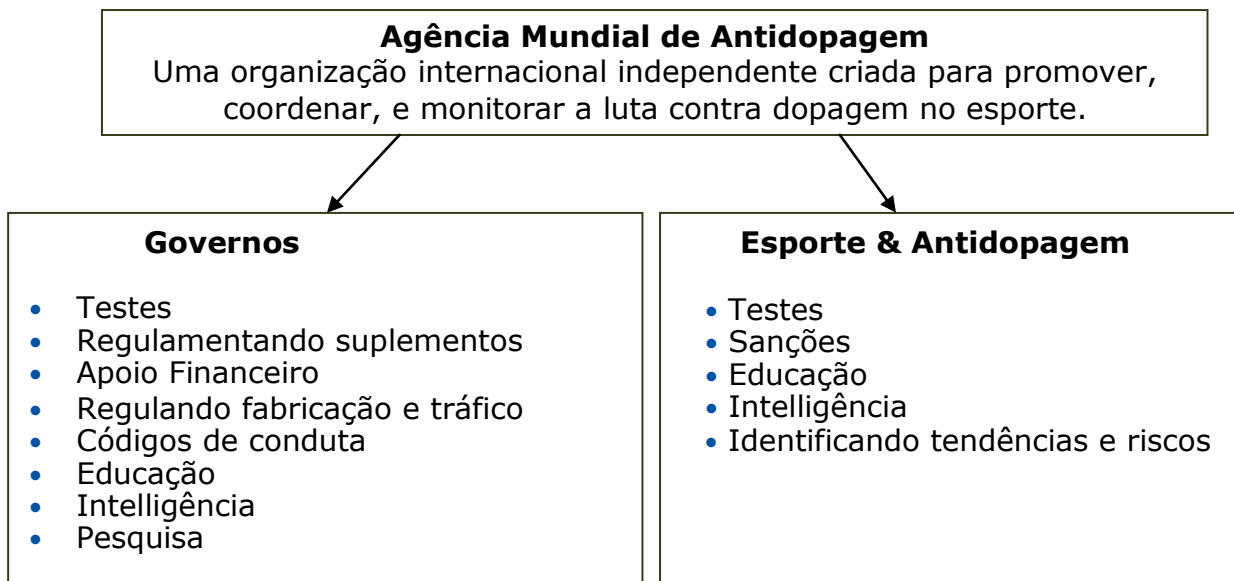 Agência Mundial de Antidopagem
Uma organização internacional independente criada para promover,
coordenar, e monitorar a luta contra dopagem no esporte.
Governos
• Testes
• Regulamentando suplementos
• Apoio Financeiro
• Regulando fabricação e tráfico
• Códigos de conduta
• Educação
• Intelligência
• Pesquisa
Esporte & Antidopagem
• Testes
• Sanções
• Educação
• Intelligência
• Identificando tendências e riscos